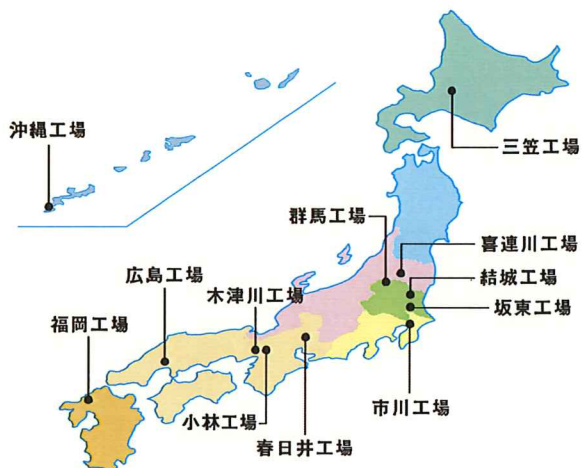 沖縄工場
三笠工場
群馬工場
喜連川工場
広島工場
木津川工場
結城工場
坂東工場
福岡工場
市川工場
小林工場
春日井工場